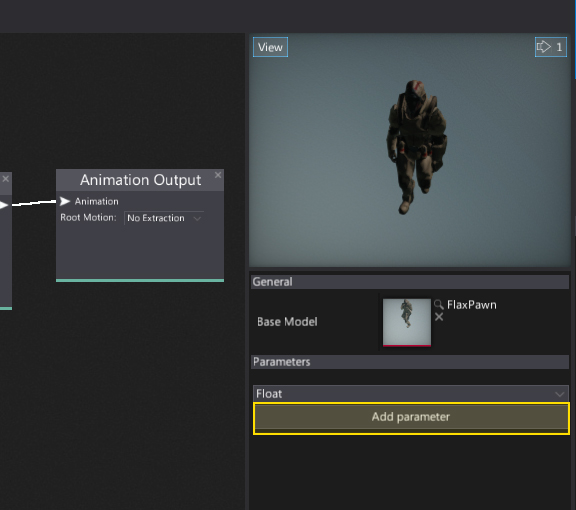 View
1
Animation Output
Animation
Root Motion: No Extraction
General
Base Model
FlaxPawn
Parameters
Float
Add parameter